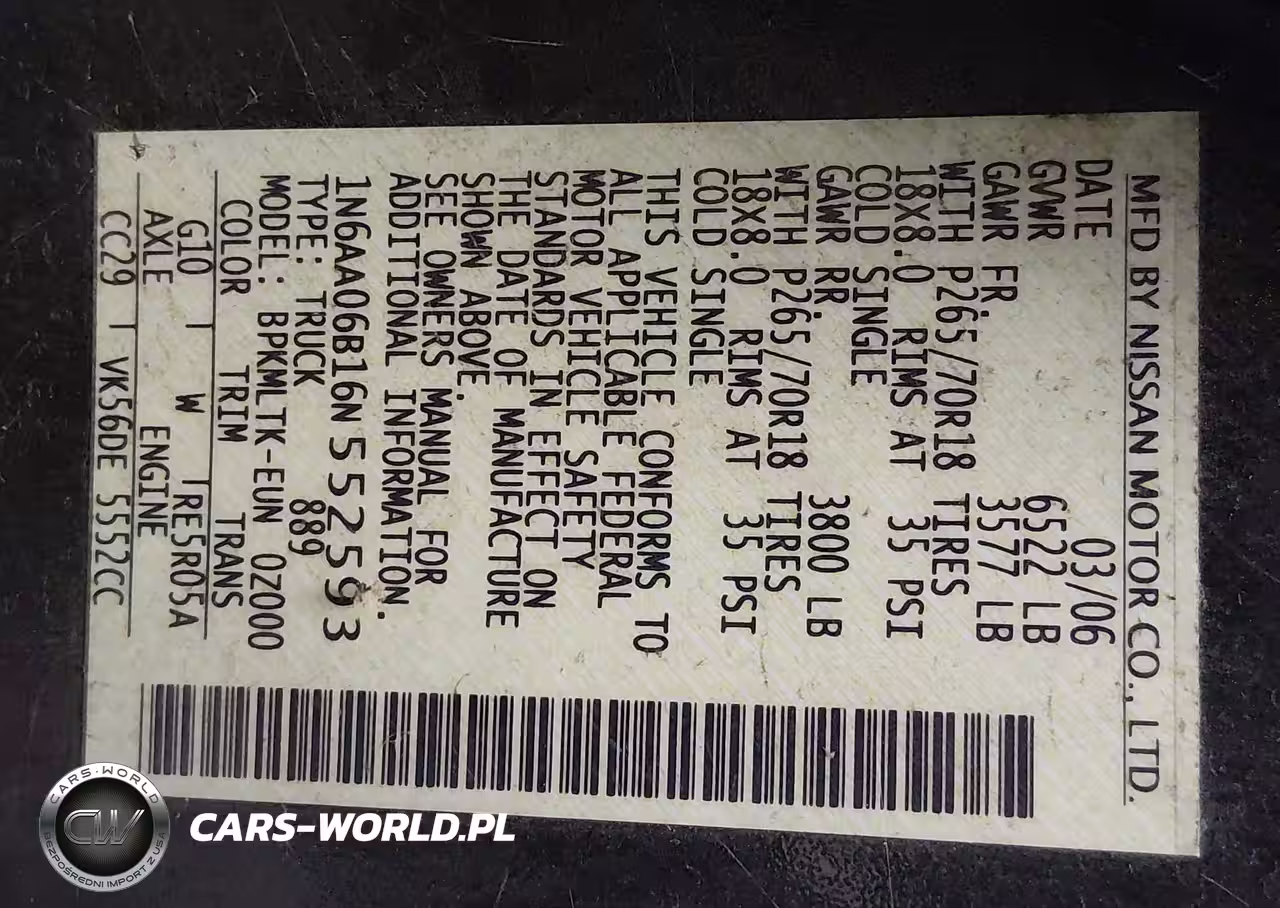 MFD BY NISSAN MOTOR CO., LTD.
DATE 03/06
GVWR 6522 LB
GAWR FR. 3577 LB
WITH P265/70R18 TIRES
18X8.0 RIMS AT 35 PSI
COLD SINGLE
GAWR RR. 3800 LB
WITH P265/70R18 TIRES
18X8.0 RIMS AT 35 PSI
COLD SINGLE
THIS VEHICLE CONFORMS TO
ALL APPLICABLE FEDERAL
MOTOR VEHICLE SAFETY
STANDARDS IN EFFECT ON
THE DATE OF MANUFACTURE
SHOWN ABOVE.
SEE OWNERS MANUAL FOR
ADDITIONAL INFORMATION.
1N6AA06B16N552593
TYPE: TRUCK 889
MODEL: BPKMLTK-EUN 0Z000
COLOR TRIM TRANS
G10 W RE5R05A
AXLE ENGINE
CC29 VK56DE 5552CC
CARS-WORLD
CW
BEZPOŚREDNI IMPORT Z USA
CARS-WORLD.PL